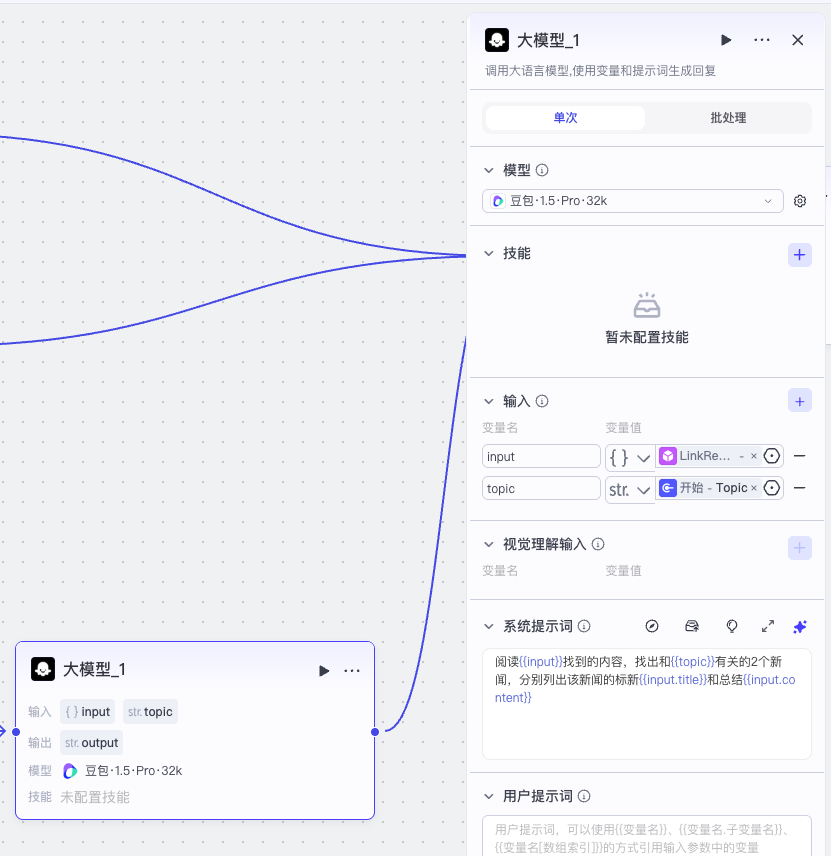 大模型_1
调用大语言模型,使用变量和提示词生成回复
单次 批处理
模型
豆包·1.5·Pro·32k
技能
暂未配置技能
输入
变量名 变量值
input { } LinkRe... - ×
topic str. 开始 - Topic ×
视觉理解输入
变量名 变量值
系统提示词
阅读{{input}}找到的内容，找出和{{topic}}有关的2个新
闻，分别列出该新闻的标新{{input.title}}和总结{{input.co
ntent}}
用户提示词
用户提示词，可以使用{{变量名}}、{{变量名.子变量名}}、
{{变量名[数组索引]}}的方式引用输入参数中的变量
大模型_1
输入 { } input str. topic
输出 str. output
模型 豆包·1.5·Pro·32k
技能 未配置技能